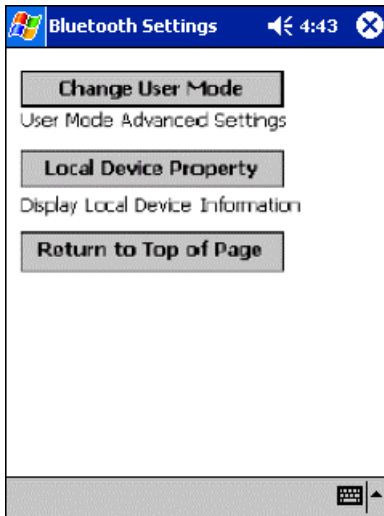 Bluetooth Settings 4:43
Change User Mode
User Mode Advanced Settings
Local Device Property
Display Local Device Information
Return to Top of Page